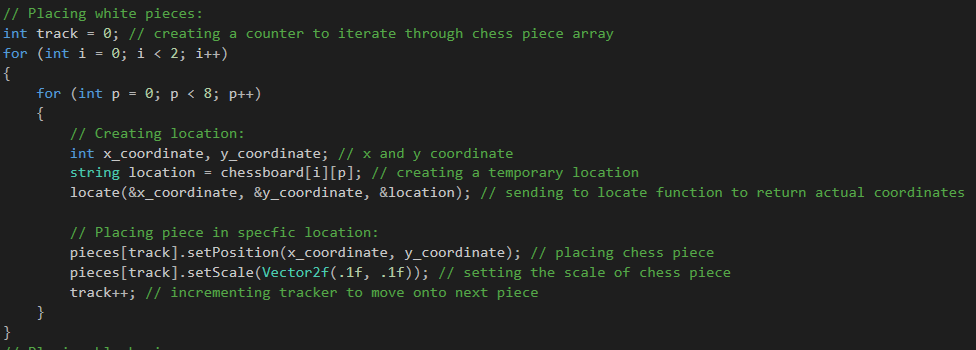 // Placing white pieces:
int track = 0; // creating a counter to iterate through chess piece array
for (int i = 0; i < 2; i++)
{
    for (int p = 0; p < 8; p++)
    {
        // Creating location:
        int x_coordinate, y_coordinate; // x and y coordinate
        string location = chessboard[i][p]; // creating a temporary location
        locate(&x_coordinate, &y_coordinate, &location); // sending to locate function to return actual coordinates

        // Placing piece in specfic location:
        pieces[track].setPosition(x_coordinate, y_coordinate); // placing chess piece
        pieces[track].setScale(Vector2f(.1f, .1f)); // setting the scale of chess piece
        track++; // incrementing tracker to move onto next piece
    }
}